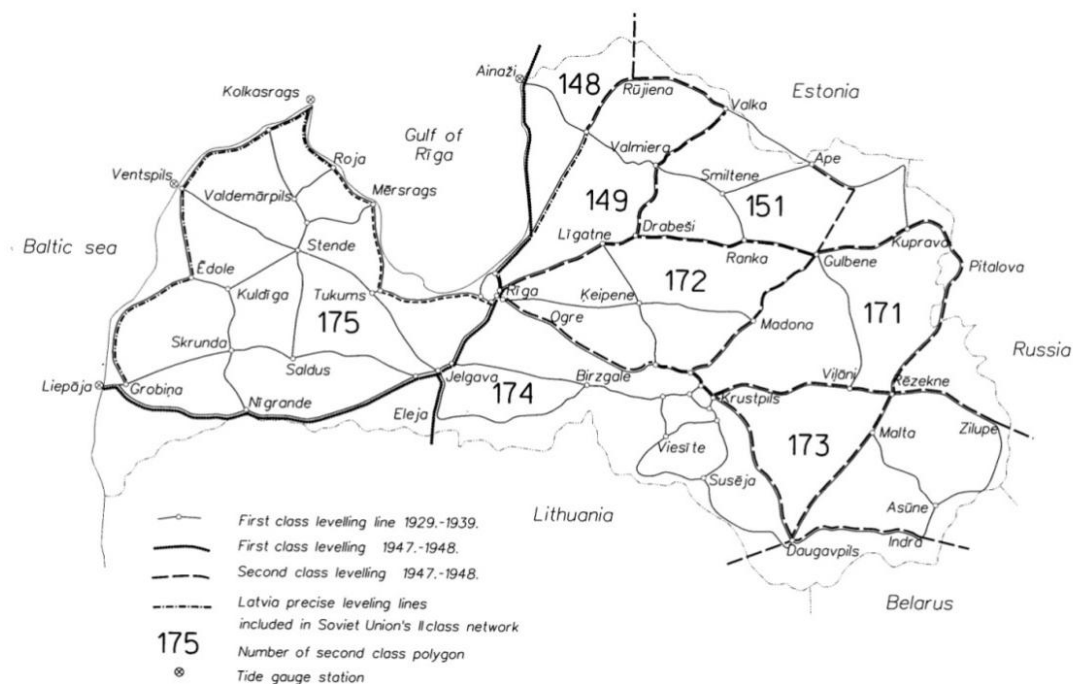 Ainaži
148
Rūjiena
Estonia
Kolkasrags
Valka
Gulf of
Rīga
Valmiera
Ape
Roja
Ventspils
Smiltene
Valdemārpils
Mērsrags
149
151
Drabeši
Baltic sea
Līgatne
Stende
Ranka
Gulbene
Kuprava
Pitalova
Ēdole
172
Rīga
Ķeipene
Kuldīga
Tukums
171
175
Ogre
Madona
Skrunda
Russia
Saldus
Liepāja
Grobiņa
Jelgava
Birzgale
Viļāni
Rēzekne
Nīgrande
174
Krustpils
Eleja
Zilupe
173
Malta
Viesīte
Susēja
Asūne
Lithuania
Indra
Daugavpils
Belarus
First class levelling line 1929.-1939.
First class levelling 1947.-1948.
Second class levelling 1947.-1948.
Latvia precise leveling lines
included in Soviet Union's II class network
175 Number of second class polygon
Tide gauge station